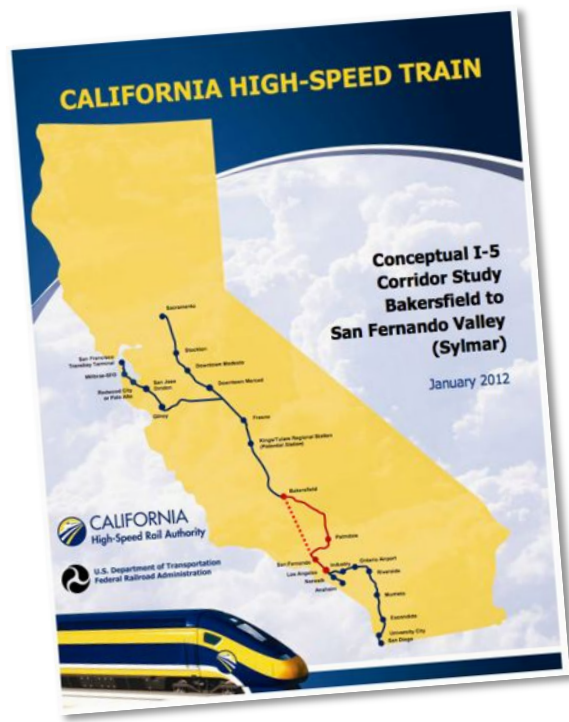 CALIFORNIA HIGH-SPEED TRAIN
Conceptual I-5
Corridor Study
Bakersfield to
San Fernando Valley
(Sylmar)
January 2012
Sacramento
Stockton
Downtown Modesto
Downtown Merced
San Francisco
Transbay Terminal
Millbrae-SFO
Redwood City
or Palo Alto
San Jose
Diridon
Gilroy
Fresno
Kings/Tulare Regional Station
(Potential Station)
Bakersfield
Palmdale
San Fernando
Los Angeles
Industry
Ontario Airport
Norwalk
Anaheim
Riverside
Murrieta
Escondido
University City
San Diego
CALIFORNIA
High-Speed Rail Authority
U.S. Department of Transportation
Federal Railroad Administration